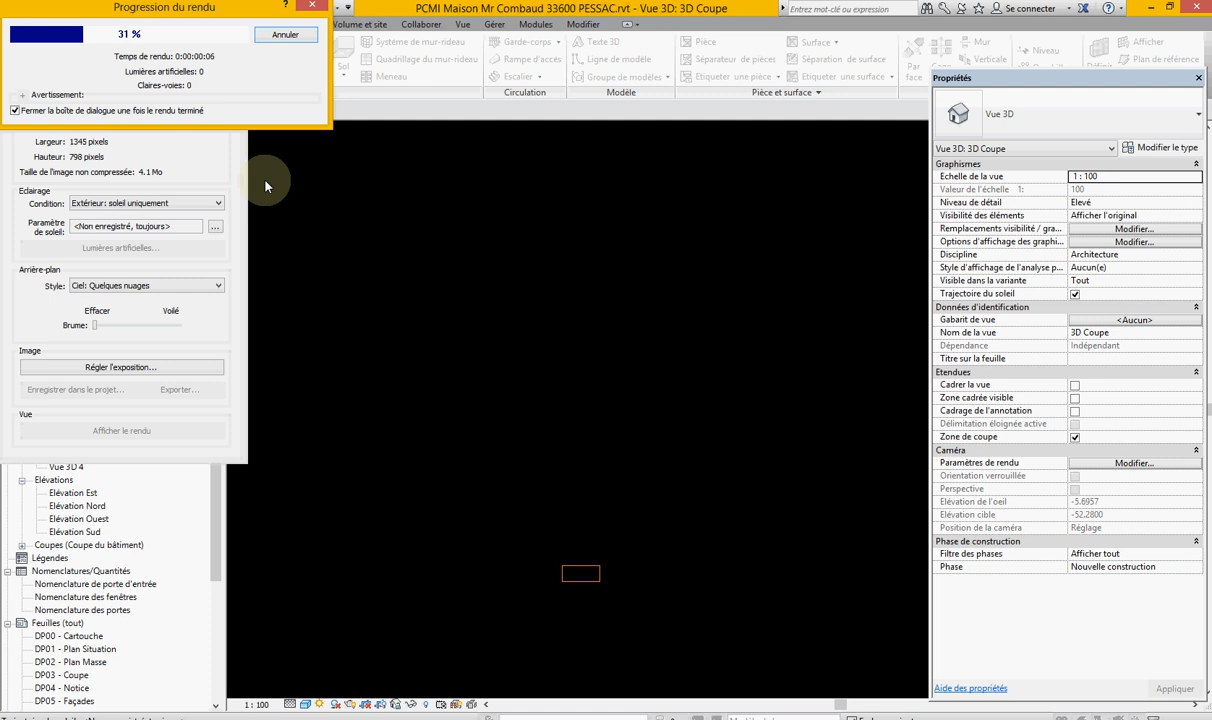 Progression du rendu
PCMI Maison Mr Combaud 33600 PESSAC.rvt - Vue 3D: 3D Coupe
Entrez mot-clé ou expression
Se connecter
31 %
Annuler
Temps de rendu: 0:00:00:06
Lumières artificielles: 0
Claires-voies: 0
Avertissement:
Fermer la boîte de dialogue une fois le rendu terminé
Volume et site
Collaborer
Vue
Gérer
Modules
Modifier
Sol
Système de mur-rideau
Quadrillage du mur-rideau
Meneau
Garde-corps
Rampe d'accès
Escalier
Circulation
Texte 3D
Ligne de modèle
Groupe de modèles
Modèle
Pièce
Séparateur de pièces
Etiqueter une pièce
Surface
Séparation de surface
Etiqueter une surface
Pièce et surface
Par
face
Mur
Verticale
Niveau
Définir
Afficher
Plan de référence
Largeur: 1345 pixels
Hauteur: 798 pixels
Taille de l'image non compressée: 4.1 Mo
Eclairage
Condition: Extérieur: soleil uniquement
Paramètre de soleil: <Non enregistré, toujours> ...
Lumières artificielles...
Arrière-plan
Style: Ciel: Quelques nuages
Effacer Voilé
Brume:
Image
Régler l'exposition...
Enregistrer dans le projet... Exporter...
Vue
Afficher le rendu
Vue 3D 4
Elévations
Elévation Est
Elévation Nord
Elévation Ouest
Elévation Sud
Coupes (Coupe du bâtiment)
Légendes
Nomenclatures/Quantités
Nomenclature de porte d'entrée
Nomenclature des fenêtres
Nomenclature des portes
Feuilles (tout)
DP00 - Cartouche
DP01 - Plan Situation
DP02 - Plan Masse
DP03 - Coupe
DP04 - Notice
DP05 - Façades
1 : 100
Propriétés
Vue 3D
Vue 3D: 3D Coupe
Modifier le type
Graphismes
Echelle de la vue 1 : 100
Valeur de l'échelle 1: 100
Niveau de détail Elevé
Visibilité des éléments Afficher l'original
Remplacements visibilité / gra... Modifier...
Options d'affichage des graphi... Modifier...
Discipline Architecture
Style d'affichage de l'analyse p... Aucun(e)
Visible dans la variante Tout
Trajectoire du soleil
Données d'identification
Gabarit de vue <Aucun>
Nom de la vue 3D Coupe
Dépendance Indépendant
Titre sur la feuille
Etendues
Cadrer la vue
Zone cadrée visible
Cadrage de l'annotation
Délimitation éloignée active
Zone de coupe
Caméra
Paramètres de rendu Modifier...
Orientation verrouillée
Perspective
Elévation de l'oeil -5.6957
Elévation cible -52.2800
Position de la caméra Réglage
Phase de construction
Filtre des phases Afficher tout
Phase Nouvelle construction
Aide des propriétés
Appliquer